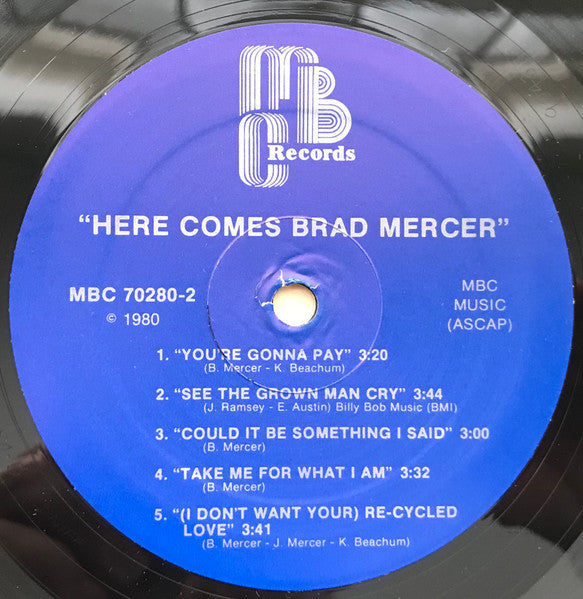 MBC
Records
"HERE COMES BRAD MERCER"
MBC 70280-2
© 1980
MBC
MUSIC
(ASCAP)
1. "YOU'RE GONNA PAY" 3:20
(B. Mercer - K. Beachum)
2. "SEE THE GROWN MAN CRY" 3:44
(J. Ramsey - E. Austin) Billy Bob Music (BMI)
3. "COULD IT BE SOMETHING I SAID" 3:00
(B. Mercer)
4. "TAKE ME FOR WHAT I AM" 3:32
(B. Mercer)
5. "(I DON'T WANT YOUR) RE-CYCLED
LOVE" 3:41
(B. Mercer - J. Mercer - K. Beachum)